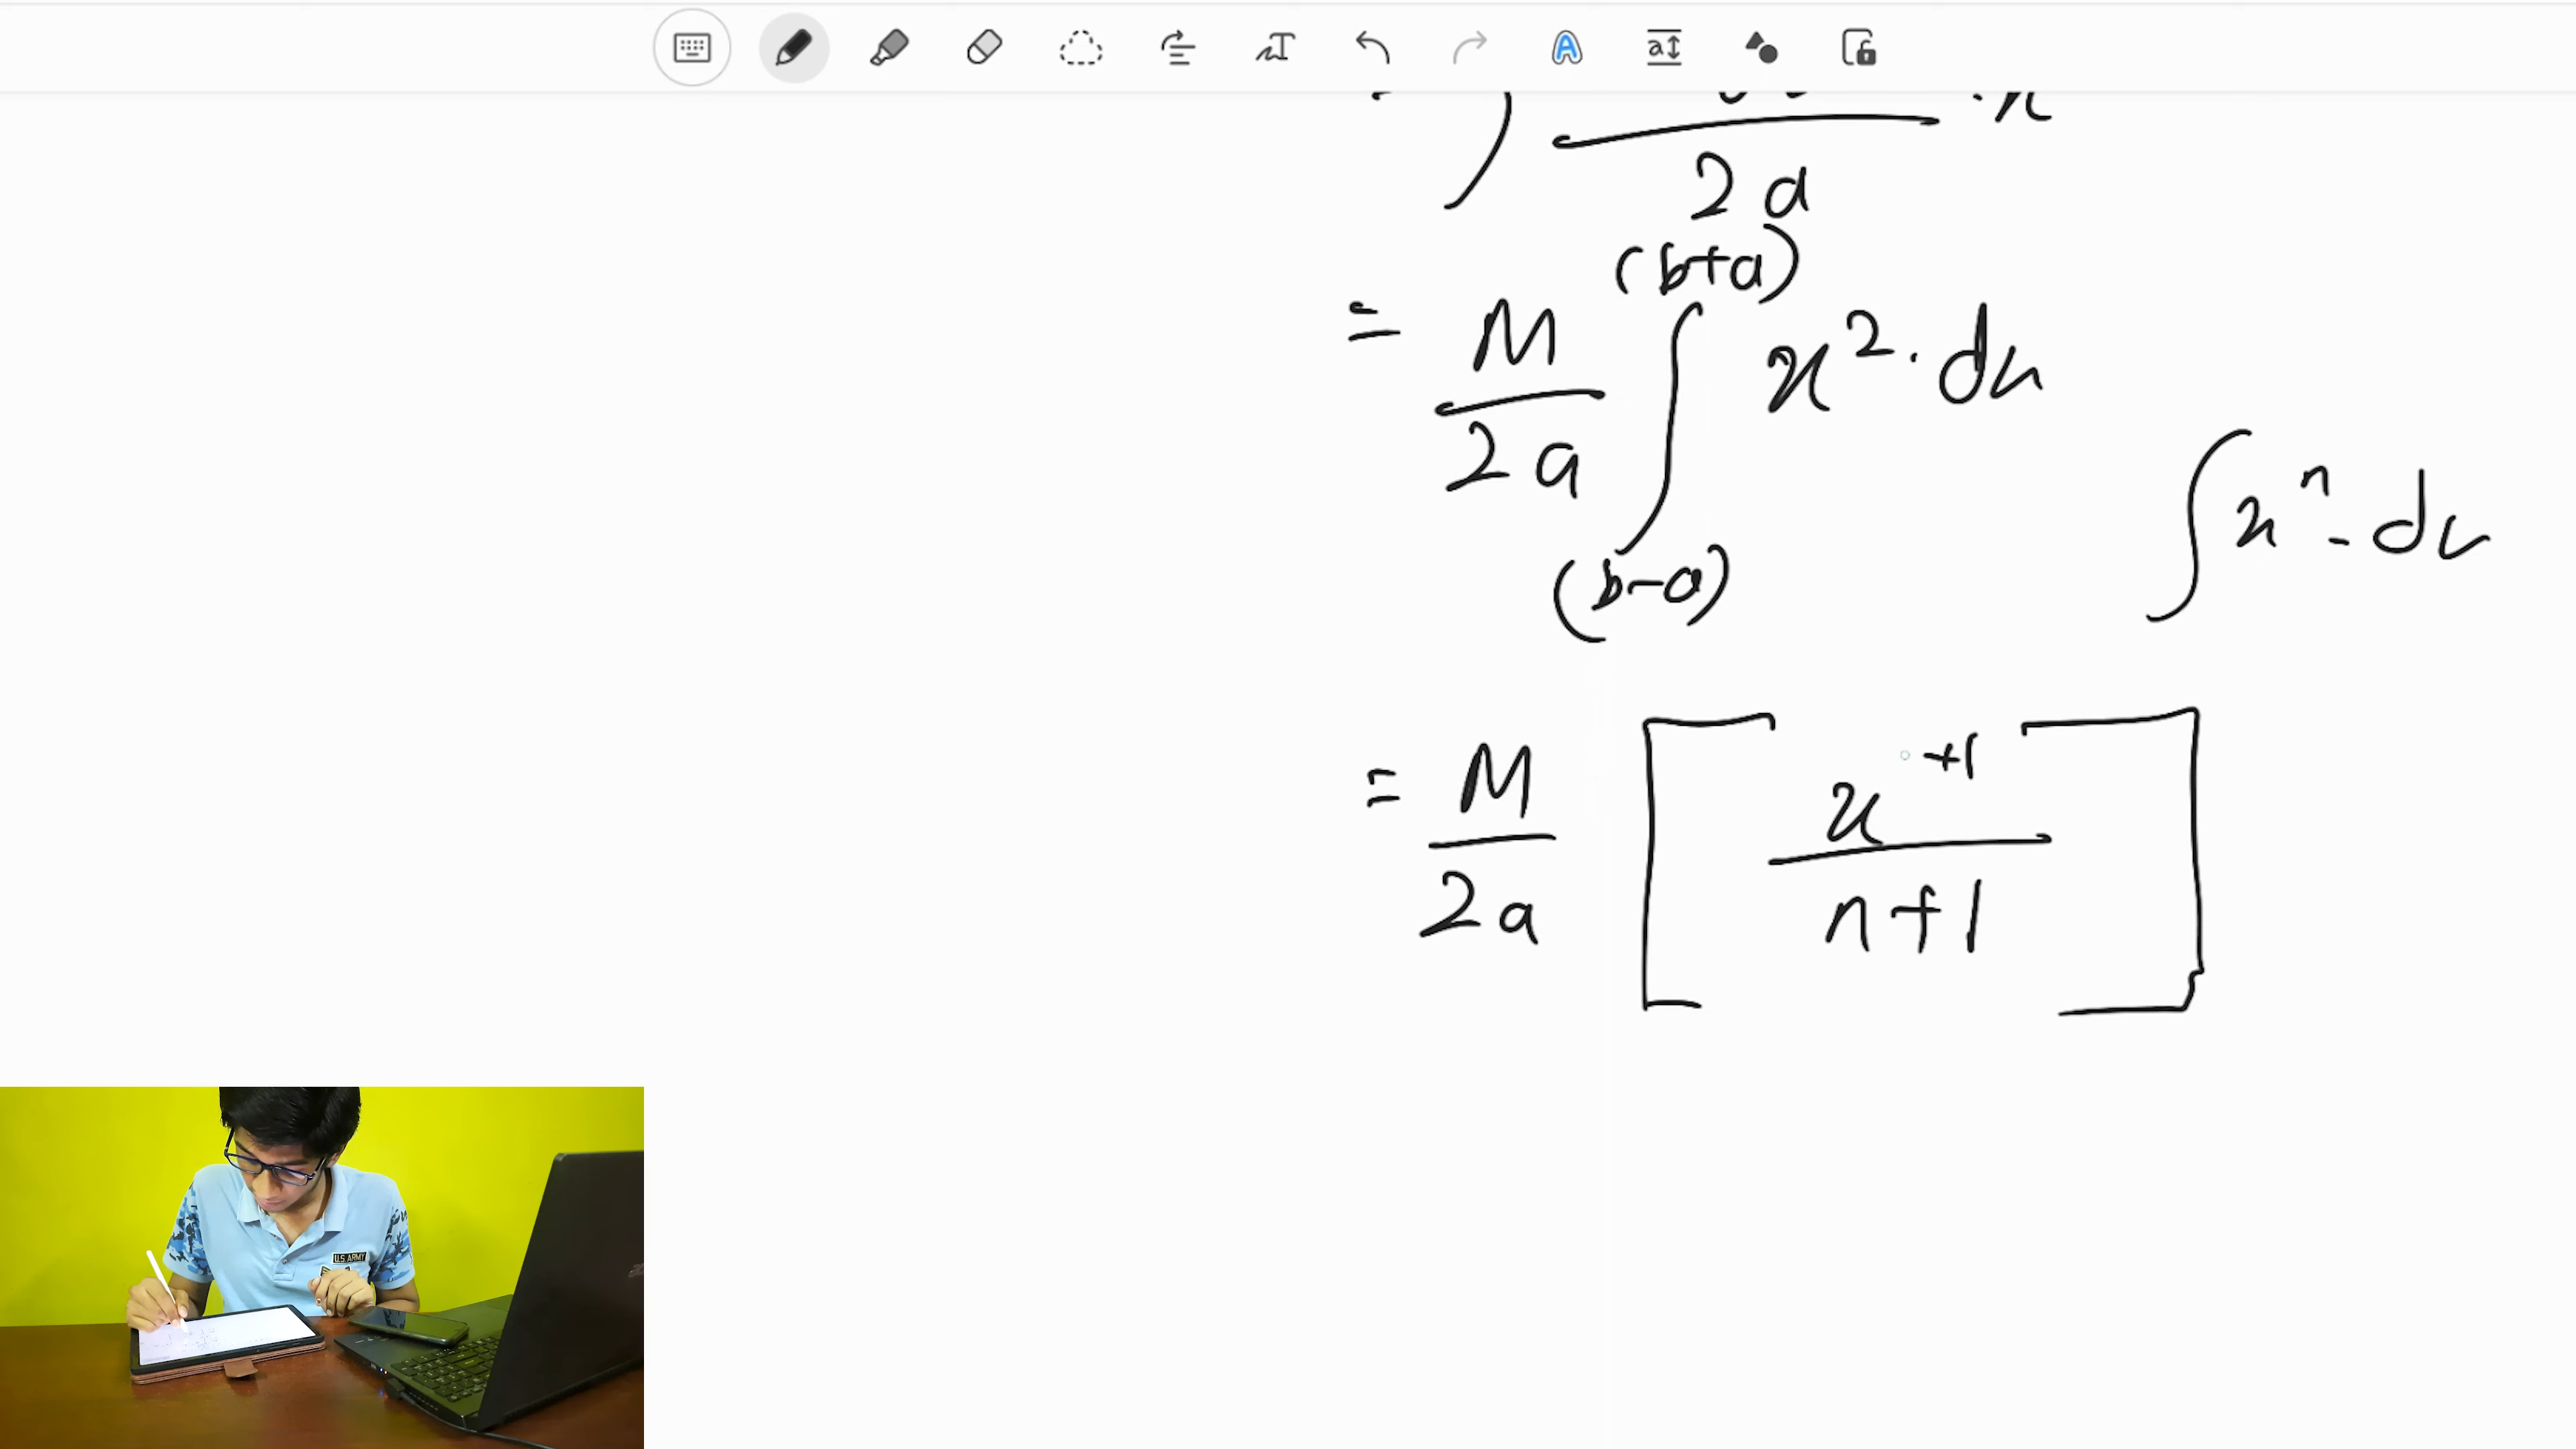 2a
(b+a)
= M/2a ∫ x². dx
(b-a)
∫ xⁿ. dx
= M/2a [ x⁺¹/n+1 ]
U.S. ARMY